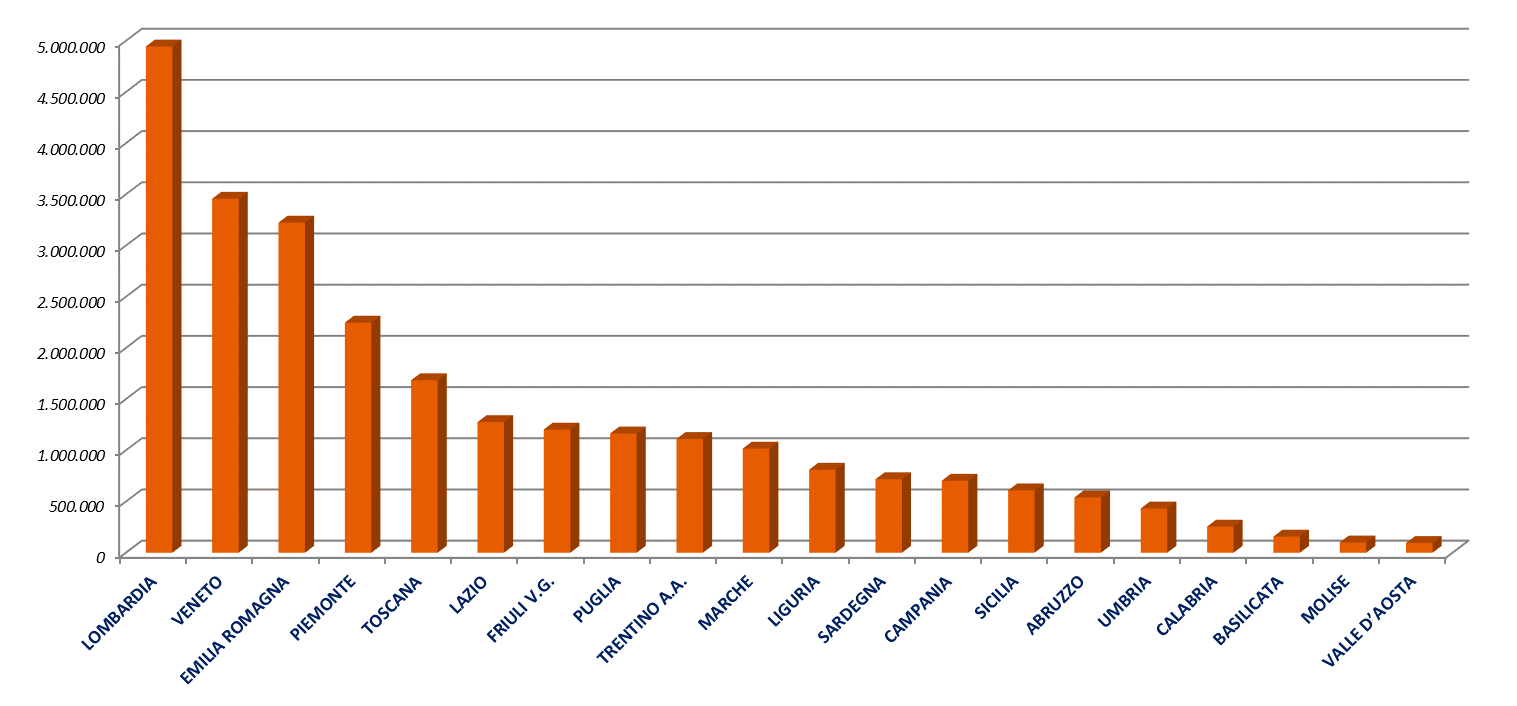 5.000.000
4.500.000
4.000.000
3.500.000
3.000.000
2.500.000
2.000.000
1.500.000
1.000.000
500.000
0
LOMBARDIA
VENETO
EMILIA ROMAGNA
PIEMONTE
TOSCANA
LAZIO
FRIULI V.G.
PUGLIA
TRENTINO A.A.
MARCHE
LIGURIA
SARDEGNA
CAMPANIA
SICILIA
ABRUZZO
UMBRIA
CALABRIA
BASILICATA
MOLISE
VALLE D'AOSTA